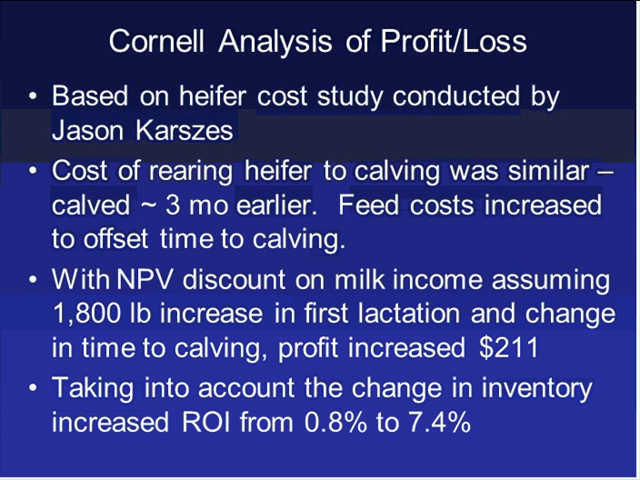 Cornell Analysis of Profit/Loss
• Based on heifer cost study conducted by
Jason Karszes
• Cost of rearing heifer to calving was similar –
calved ~ 3 mo earlier. Feed costs increased
to offset time to calving.
• With NPV discount on milk income assuming
1,800 lb increase in first lactation and change
in time to calving, profit increased $211
• Taking into account the change in inventory
increased ROI from 0.8% to 7.4%